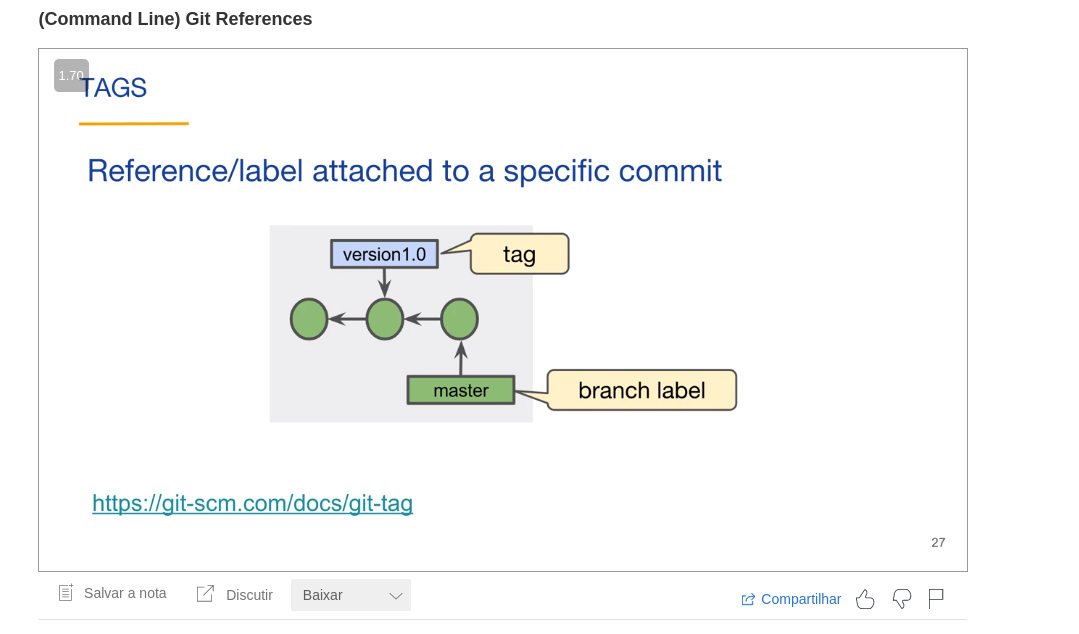 (Command Line) Git References
1.70
TAGS
Reference/label attached to a specific commit
version1.0
tag
master
branch label
https://git-scm.com/docs/git-tag
27
Salvar a nota
Discutir
Baixar
Compartilhar